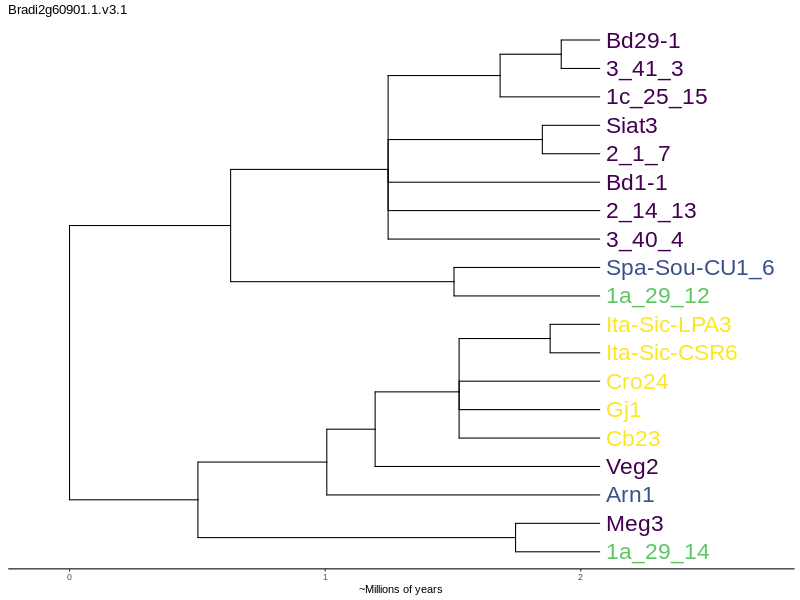 Bradi2g60901.1.v3.1
Bd29-1
3_41_3
1c_25_15
Siat3
2_1_7
Bd1-1
2_14_13
3_40_4
Spa-Sou-CU1_6
1a_29_12
Ita-Sic-LPA3
Ita-Sic-CSR6
Cro24
Gj1
Cb23
Veg2
Arn1
Meg3
1a_29_14
0 1 2
~Millions of years